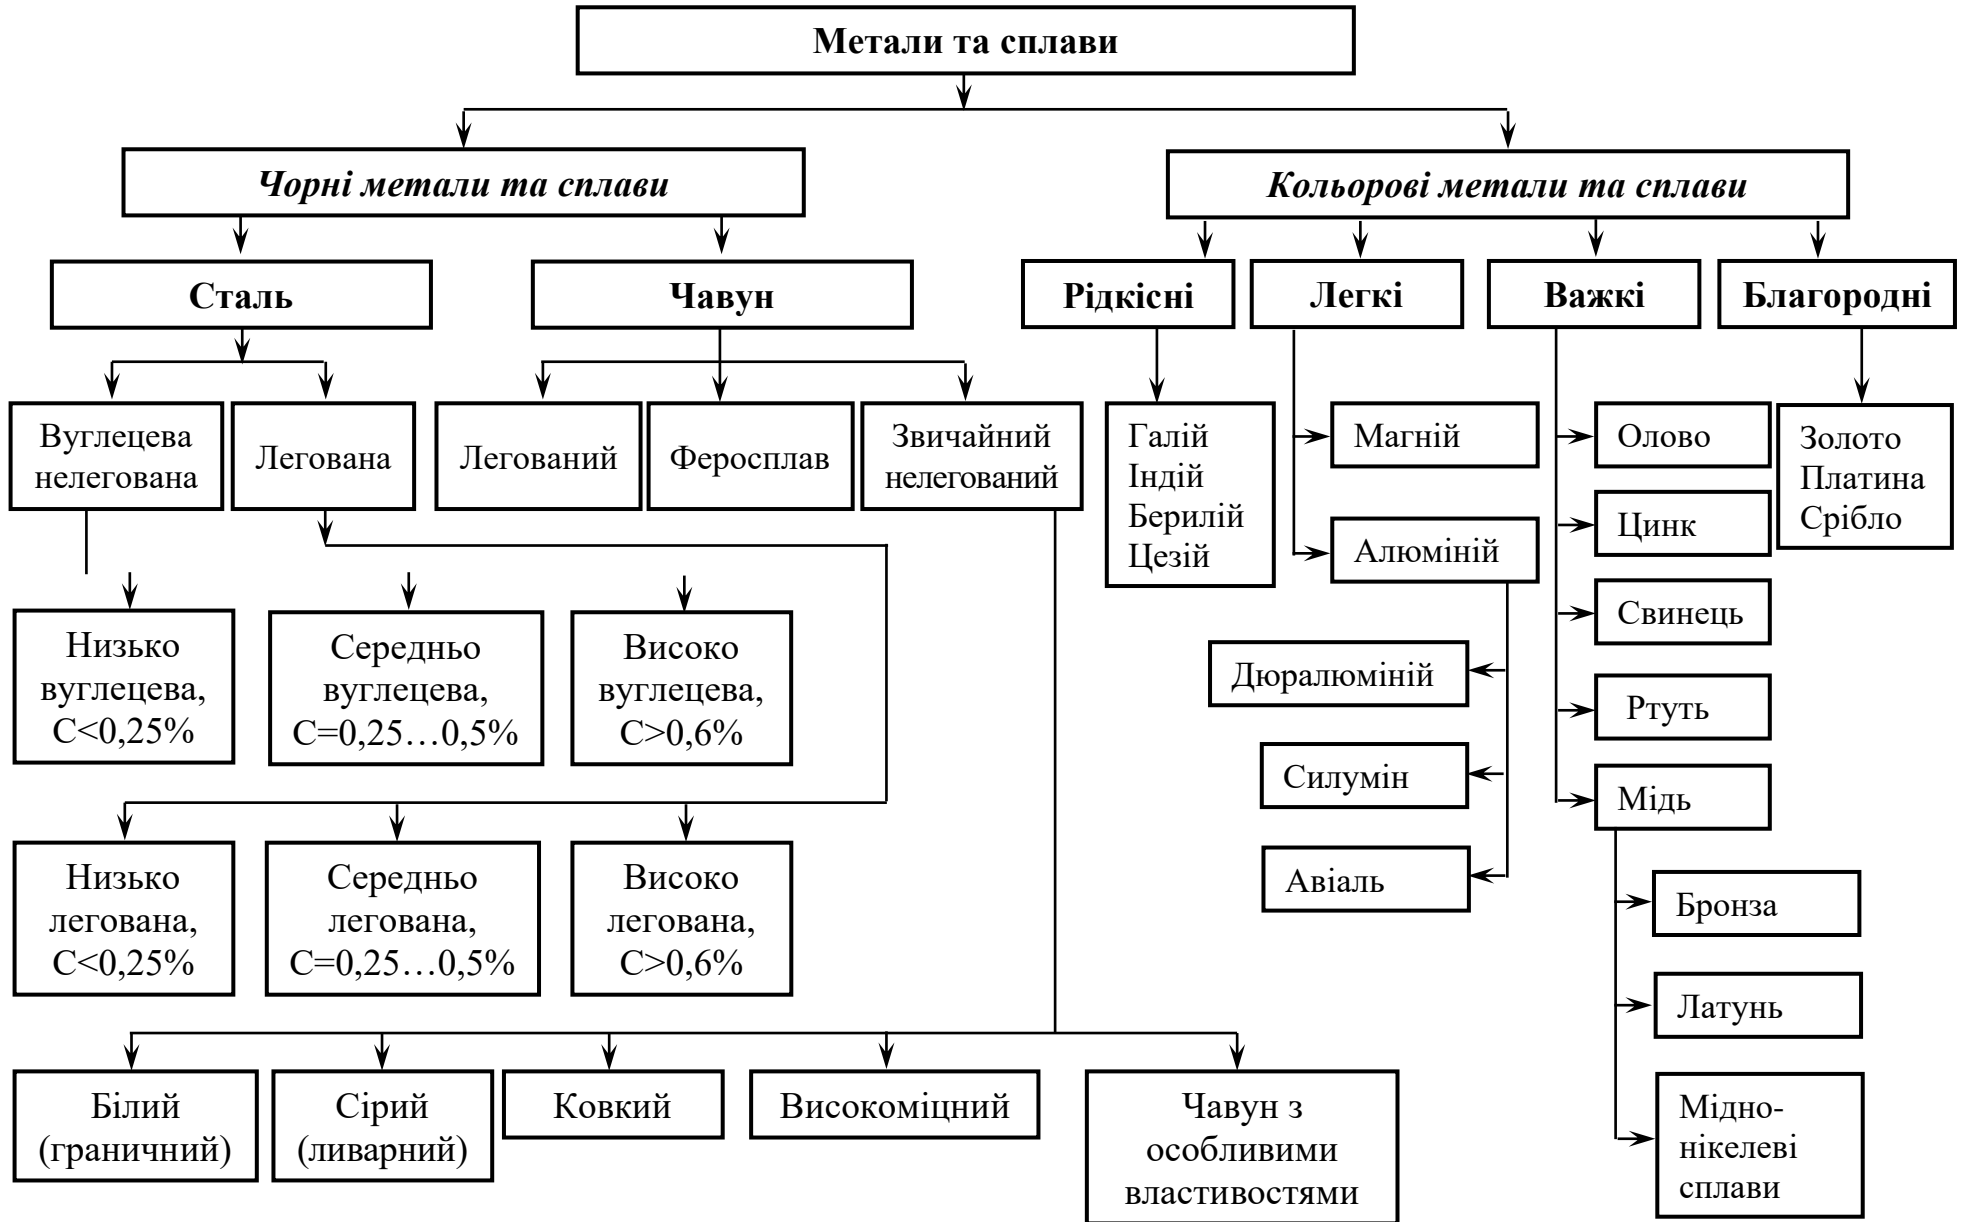 Метали та сплави
Чорні метали та сплави
Кольорові метали та сплави
Сталь
Чавун
Рідкісні
Легкі
Важкі
Благородні
Вуглецева
нелегована
Легована
Легований
Феросплав
Звичайний
нелегований
Галій
Індій
Берилій
Цезій
Магній
Алюміній
Олово
Цинк
Свинець
Ртуть
Мідь
Золото
Платина
Срібло
Низько
вуглецева,
С<0,25%
Середньо
вуглецева,
С=0,25…0,5%
Високо
вуглецева,
С>0,6%
Дюралюміній
Силумін
Авіаль
Низько
легована,
С<0,25%
Середньо
легована,
С=0,25…0,5%
Високо
легована,
С>0,6%
Бронза
Латунь
Мідно-
нікелеві
сплави
Білий
(граничний)
Сірий
(ливарний)
Ковкий
Високоміцний
Чавун з
особливими
властивостями